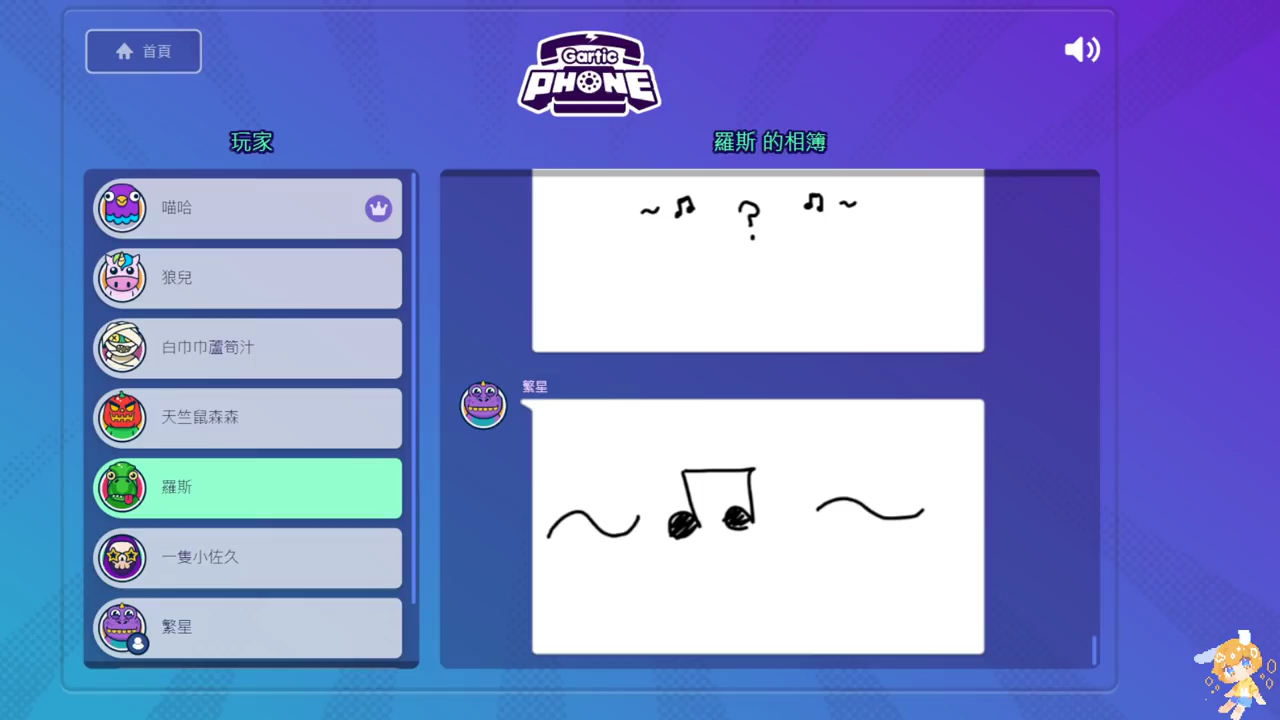 首頁
Gartic
PHONE
玩家
羅斯 的相簿
喵哈
狼兒
白巾巾蘆筍汁
天竺鼠森森
羅斯
一隻小佐久
繁星
~ ♫ ? ♫ ~
繁星
~ ♫ ~